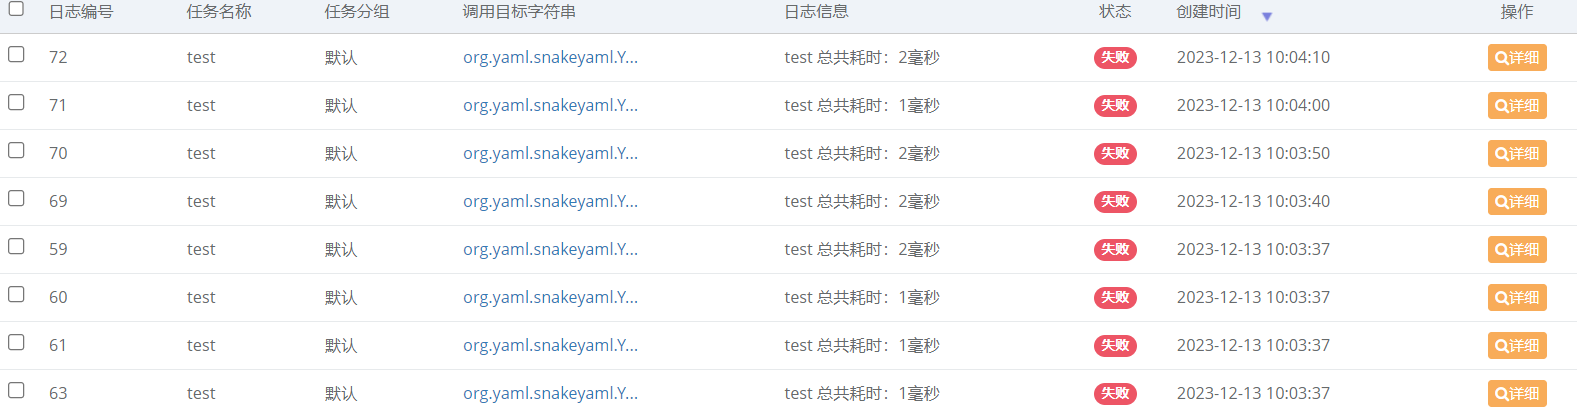 日志编号 任务名称 任务分组 调用目标字符串 日志信息 状态 创建时间 操作
72 test 默认 org.yaml.snakeyaml.Y... test 总共耗时：2毫秒 失败 2023-12-13 10:04:10 详细
71 test 默认 org.yaml.snakeyaml.Y... test 总共耗时：1毫秒 失败 2023-12-13 10:04:00 详细
70 test 默认 org.yaml.snakeyaml.Y... test 总共耗时：2毫秒 失败 2023-12-13 10:03:50 详细
69 test 默认 org.yaml.snakeyaml.Y... test 总共耗时：2毫秒 失败 2023-12-13 10:03:40 详细
59 test 默认 org.yaml.snakeyaml.Y... test 总共耗时：2毫秒 失败 2023-12-13 10:03:37 详细
60 test 默认 org.yaml.snakeyaml.Y... test 总共耗时：1毫秒 失败 2023-12-13 10:03:37 详细
61 test 默认 org.yaml.snakeyaml.Y... test 总共耗时：1毫秒 失败 2023-12-13 10:03:37 详细
63 test 默认 org.yaml.snakeyaml.Y... test 总共耗时：1毫秒 失败 2023-12-13 10:03:37 详细